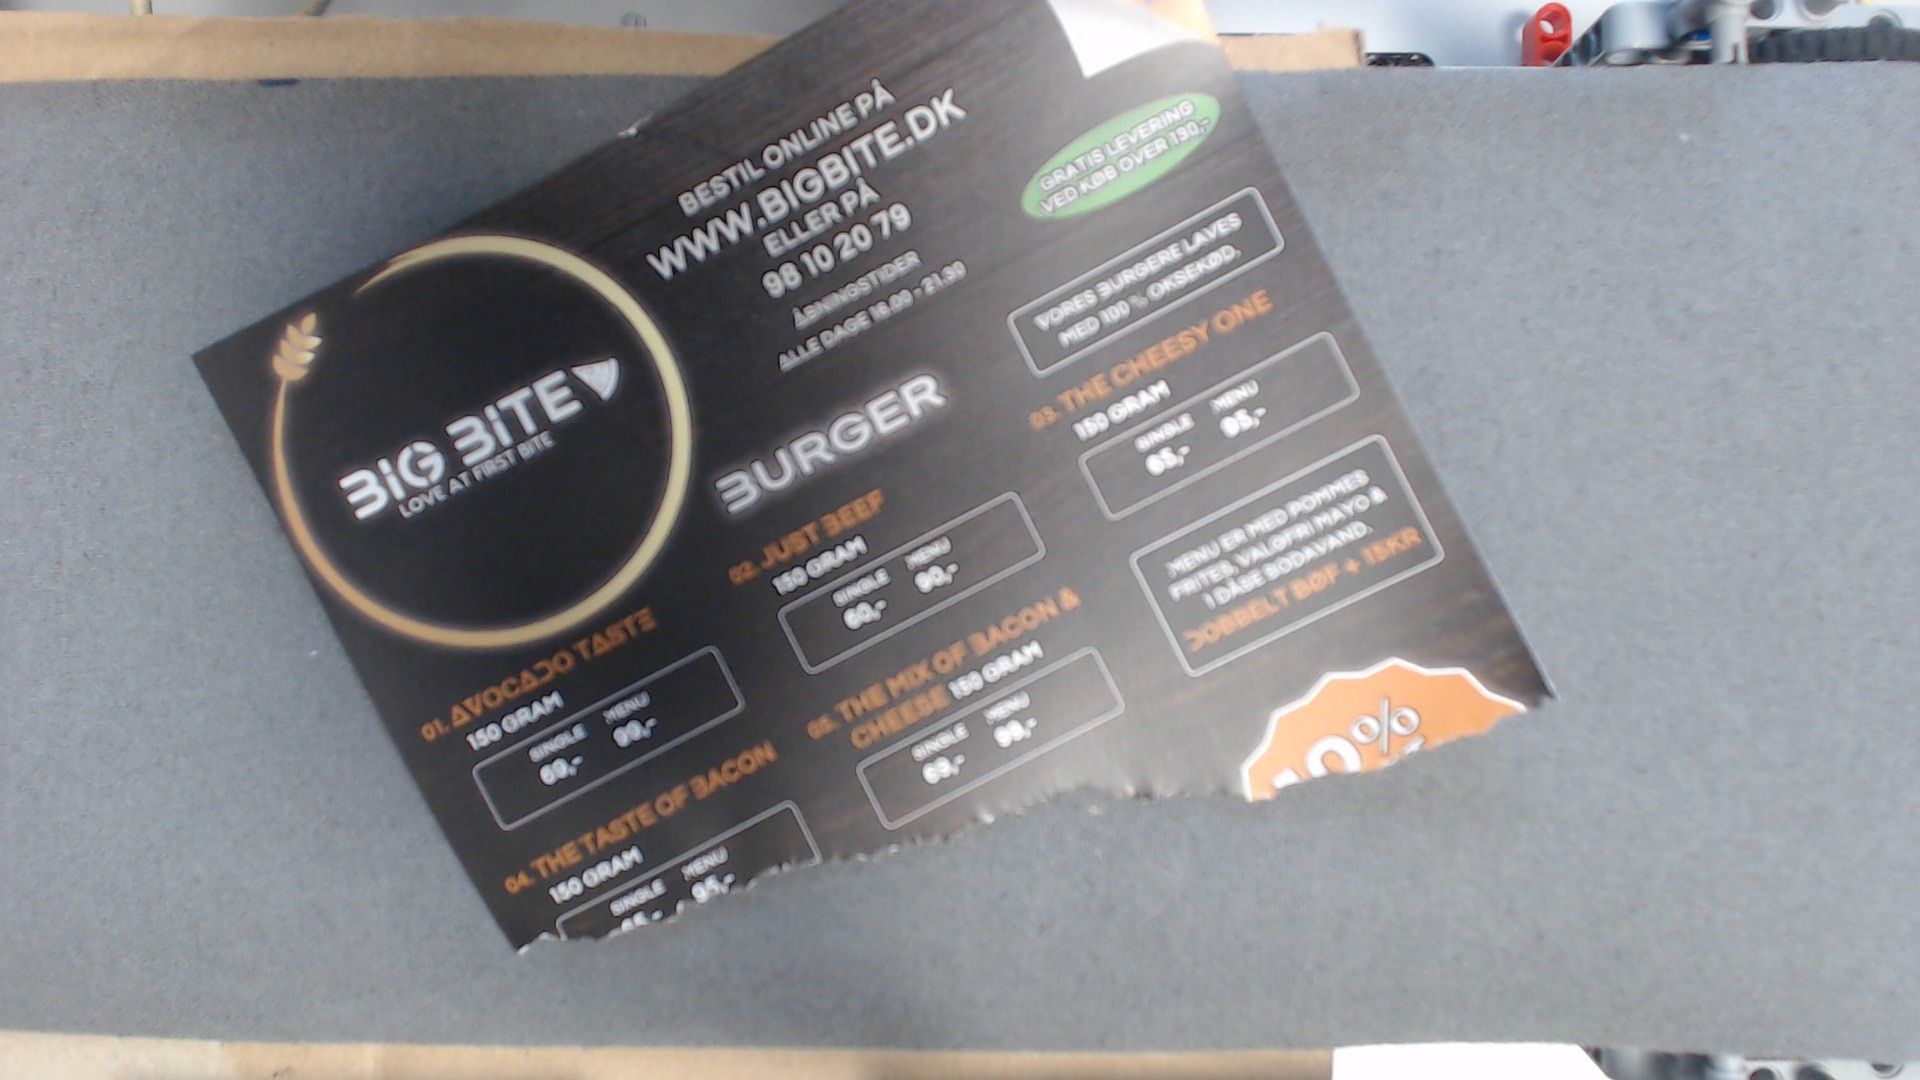 BESTIL ONLINE PÅ
WWW.BIGBITE.DK
ELLER PÅ
98 10 20 79
ÅBNINGSTIDER
ALLE DAGE 16.00 - 21.30
GRATIS LEVERING
VED KØB OVER 190,-
BIG BITE
LOVE AT FIRST BITE
BURGER
VORES BURGERE LAVES
MED 100 % OKSEKØD.
01. AVOCADO TASTE
150 GRAM
SINGLE MENU
69,- 99,-
02. JUST BEEF
150 GRAM
SINGLE MENU
60,- 90,-
03. THE CHEESY ONE
150 GRAM
SINGLE MENU
65,- 95,-
04. THE TASTE OF BACON
150 GRAM
SINGLE MENU
65,- 95,-
05. THE MIX OF BACON &
CHEESE 150 GRAM
SINGLE MENU
69,- 99,-
MENU ER MED POMMES
FRITES, VALGFRI MAYO &
1 DÅSE SODAVAND.
DOBBELT BØF + 15KR
10%